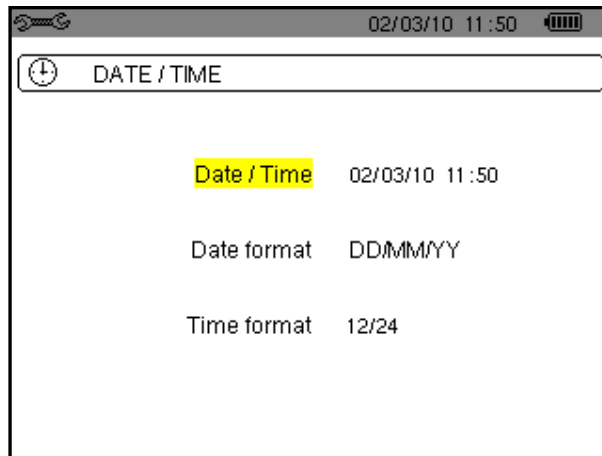 02/03/10 11:50
DATE / TIME
Date / Time 02/03/10 11:50
Date format DD/MM/YY
Time format 12/24